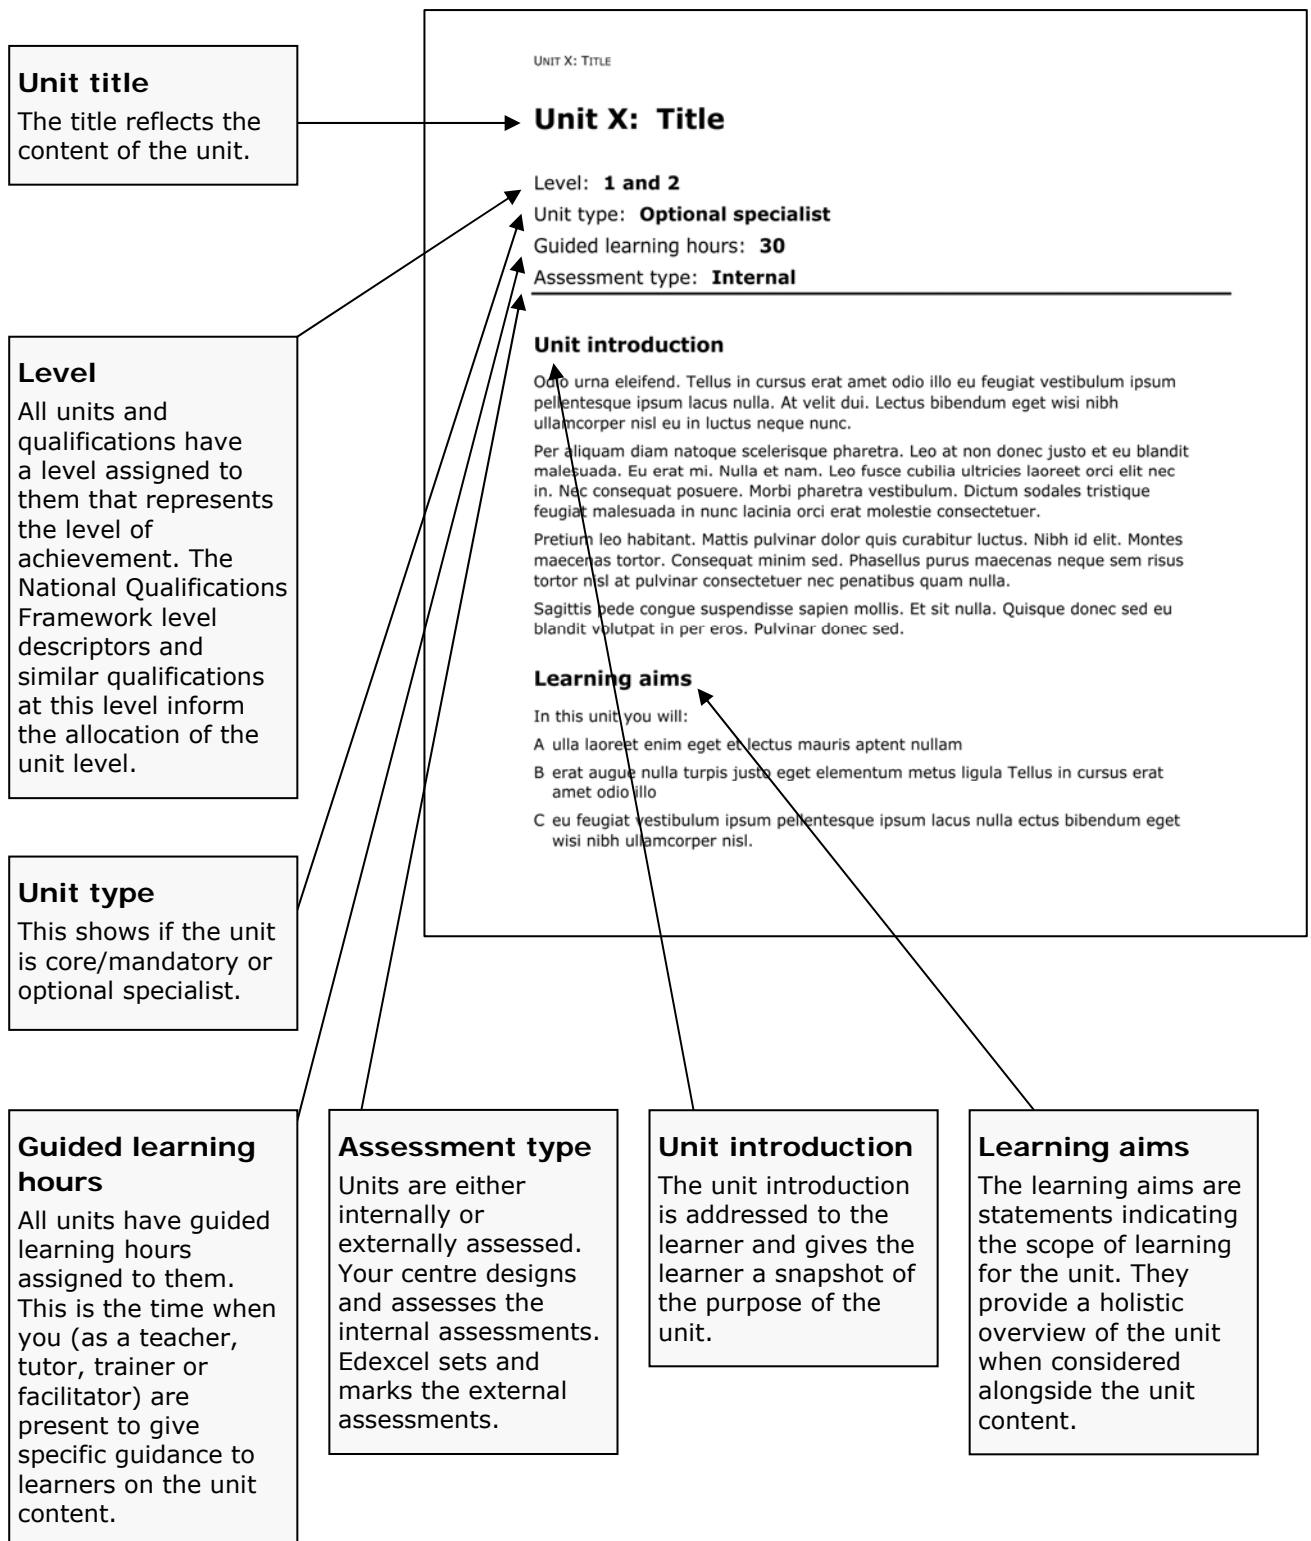 UNIT X: TITLE
Unit X: Title
Level: 1 and 2
Unit type: Optional specialist
Guided learning hours: 30
Assessment type: Internal
Unit introduction
Odio urna eleifend. Tellus in cursus erat amet odio illo eu feugiat vestibulum ipsum
pellentesque ipsum lacus nulla. At velit dui. Lectus bibendum eget wisi nibh
ullamcorper nisl eu in luctus neque nunc.
Per aliquam diam natoque scelerisque pharetra. Leo at non donec justo et eu blandit
malesuada. Eu erat mi. Nulla et nam. Leo fusce cubilia ultricies laoreet orci elit nec
in. Nec consequat posuere. Morbi pharetra vestibulum. Dictum sodales tristique
feugiat malesuada in nunc lacinia orci erat molestie consectetuer.
Pretium leo habitant. Mattis pulvinar dolor quis curabitur luctus. Nibh id elit. Montes
maecenas tortor. Consequat minim sed. Phasellus purus maecenas neque sem risus
tortor nisl at pulvinar consectetuer nec penatibus quam nulla.
Sagittis pede congue suspendisse sapien mollis. Et sit nulla. Quisque donec sed eu
blandit volutpat in per eros. Pulvinar donec sed.
Learning aims
In this unit you will:
A ulla laoreet enim eget et lectus mauris aptent nullam
B erat augue nulla turpis justo eget elementum metus ligula Tellus in cursus erat
amet odio illo
C eu feugiat vestibulum ipsum pellentesque ipsum lacus nulla ectus bibendum eget
wisi nibh ullamcorper nisl.
Unit title
The title reflects the
content of the unit.
Level
All units and
qualifications have
a level assigned to
them that represents
the level of
achievement. The
National Qualifications
Framework level
descriptors and
similar qualifications
at this level inform
the allocation of the
unit level.
Unit type
This shows if the unit
is core/mandatory or
optional specialist.
Guided learning
hours
All units have guided
learning hours
assigned to them.
This is the time when
you (as a teacher,
tutor, trainer or
facilitator) are
present to give
specific guidance to
learners on the unit
content.
Assessment type
Units are either
internally or
externally assessed.
Your centre designs
and assesses the
internal assessments.
Edexcel sets and
marks the external
assessments.
Unit introduction
The unit introduction
is addressed to the
learner and gives the
learner a snapshot of
the purpose of the
unit.
Learning aims
The learning aims are
statements indicating
the scope of learning
for the unit. They
provide a holistic
overview of the unit
when considered
alongside the unit
content.